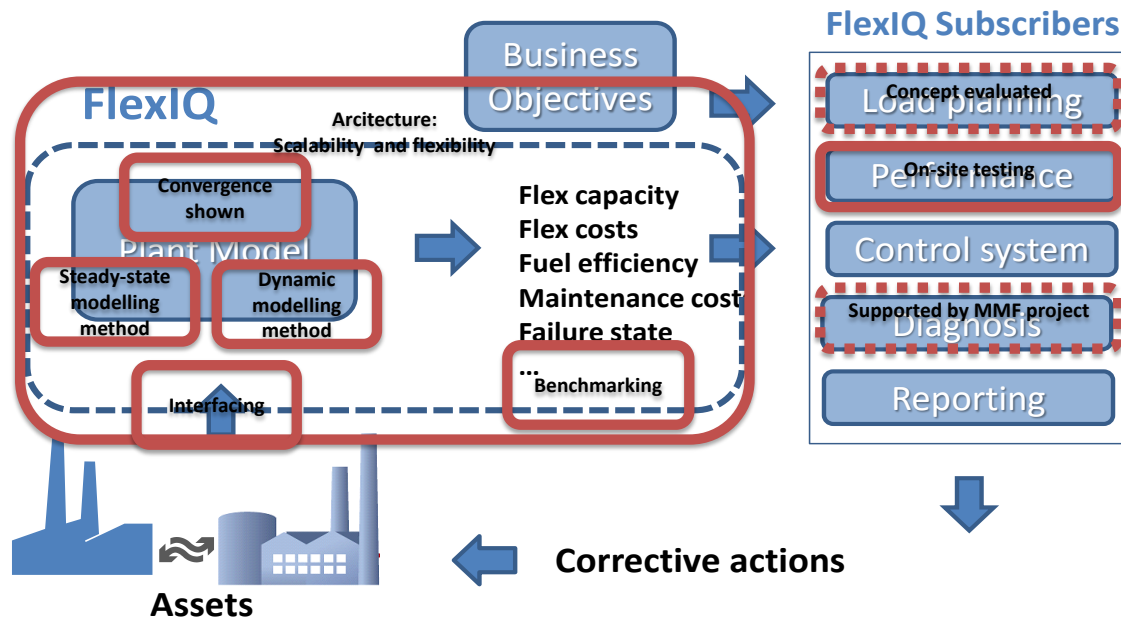 FlexIQ Subscribers
Business
Objectives
FlexIQ
Arcitecture:
Scalability and flexibility
Convergence
shown
Plant Model
Steady-state
modelling
method
Dynamic
modelling
method
Interfacing
Flex capacity
Flex costs
Fuel efficiency
Maintenance cost
Failure state
...
Benchmarking
Load planning
Concept evaluated
Performance
On-site testing
Control system
Diagnosis
Supported by MMF project
Reporting
Corrective actions
Assets